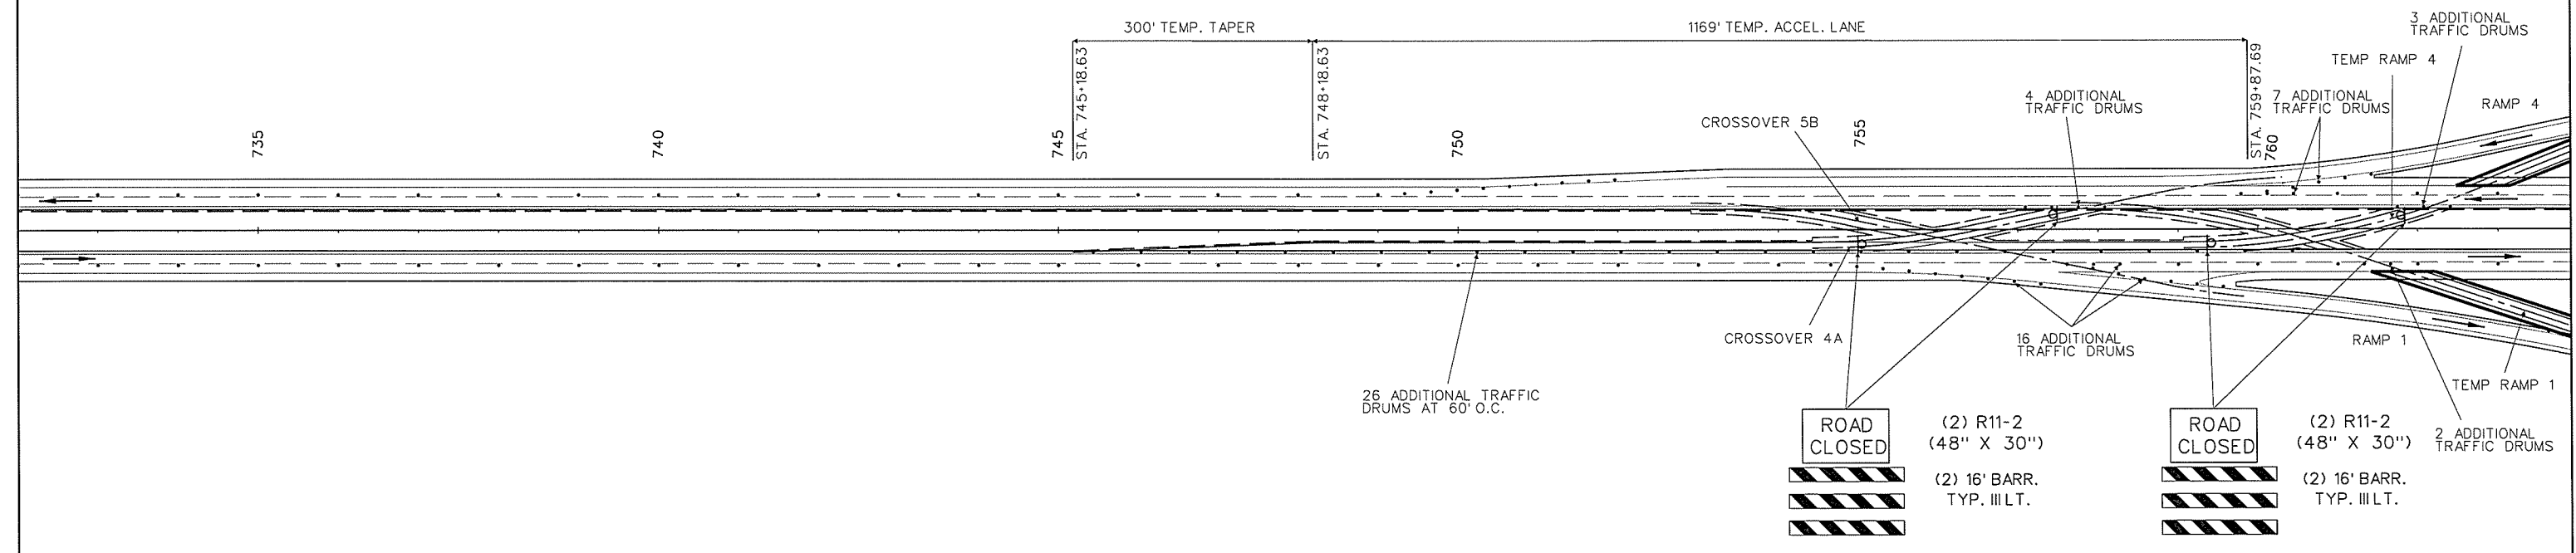 300' TEMP. TAPER
1169' TEMP. ACCEL. LANE
3 ADDITIONAL
TRAFFIC DRUMS
TEMP RAMP 4
RAMP 4
4 ADDITIONAL
TRAFFIC DRUMS
7 ADDITIONAL
TRAFFIC DRUMS
CROSSOVER 5B
735
740
745
STA. 745+18.63
STA. 748+18.63
750
755
STA. 759+87.69
760
CROSSOVER 4A
16 ADDITIONAL
TRAFFIC DRUMS
RAMP 1
TEMP RAMP 1
26 ADDITIONAL TRAFFIC
DRUMS AT 60' O.C.
ROAD
CLOSED
(2) R11-2
(48" X 30")
(2) 16' BARR.
TYP. III LT.
ROAD
CLOSED
(2) R11-2
(48" X 30")
(2) 16' BARR.
TYP. III LT.
2 ADDITIONAL
TRAFFIC DRUMS